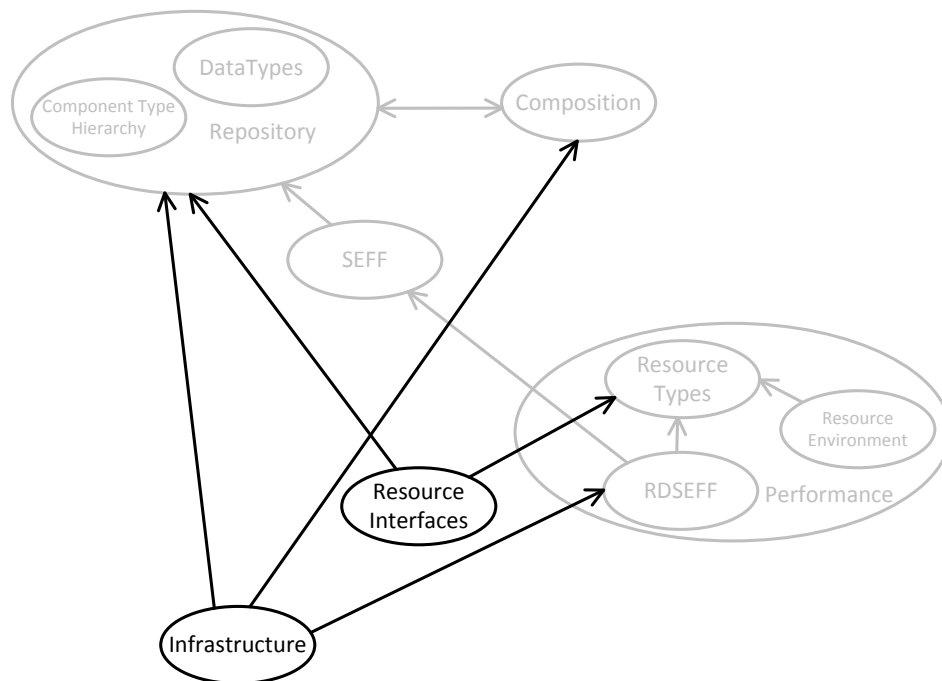 DataTypes
Component Type
Hierarchy
Repository
Composition
SEFF
Resource
Types
Resource
Environment
RDSEFF
Performance
Resource
Interfaces
Infrastructure